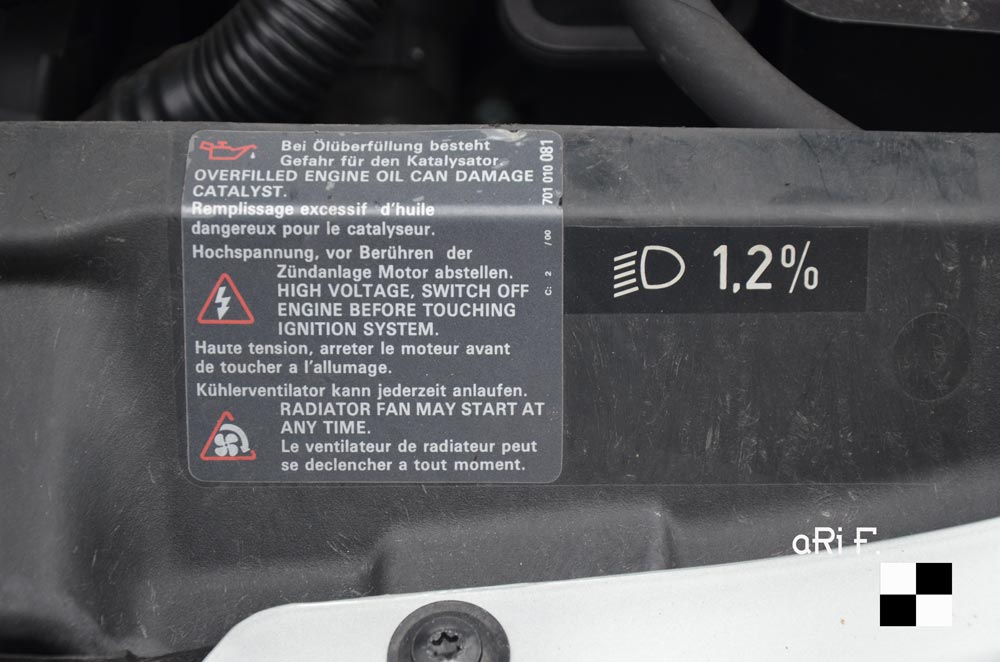 Bei Ölüberfüllung besteht
Gefahr für den Katalysator.
OVERFILLED ENGINE OIL CAN DAMAGE
CATALYST.
Remplissage excessif d'huile
dangereux pour le catalyseur.
Hochspannung, vor Berühren der
Zündanlage Motor abstellen.
HIGH VOLTAGE, SWITCH OFF
ENGINE BEFORE TOUCHING
IGNITION SYSTEM.
Haute tension, arreter le moteur avant
de toucher a l'allumage.
Kühlerventilator kann jederzeit anlaufen.
RADIATOR FAN MAY START AT
ANY TIME.
Le ventilateur de radiateur peut
se declencher a tout moment.
C: 2 /00 701 010 081
1,2%
aRi F.